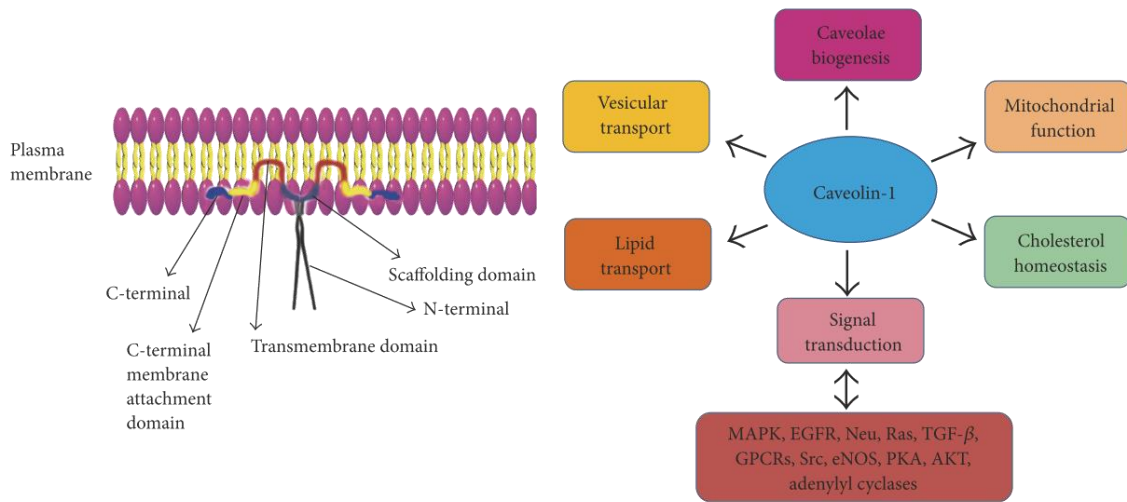 Plasma
membrane
C-terminal
C-terminal
membrane
attachment
domain
Transmembrane domain
Scaffolding domain
N-terminal
Caveolae
biogenesis
Vesicular
transport
Mitochondrial
function
Caveolin-1
Lipid
transport
Cholesterol
homeostasis
Signal
transduction
MAPK, EGFR, Neu, Ras, TGF-β,
GPCRs, Src, eNOS, PKA, AKT,
adenylyl cyclases